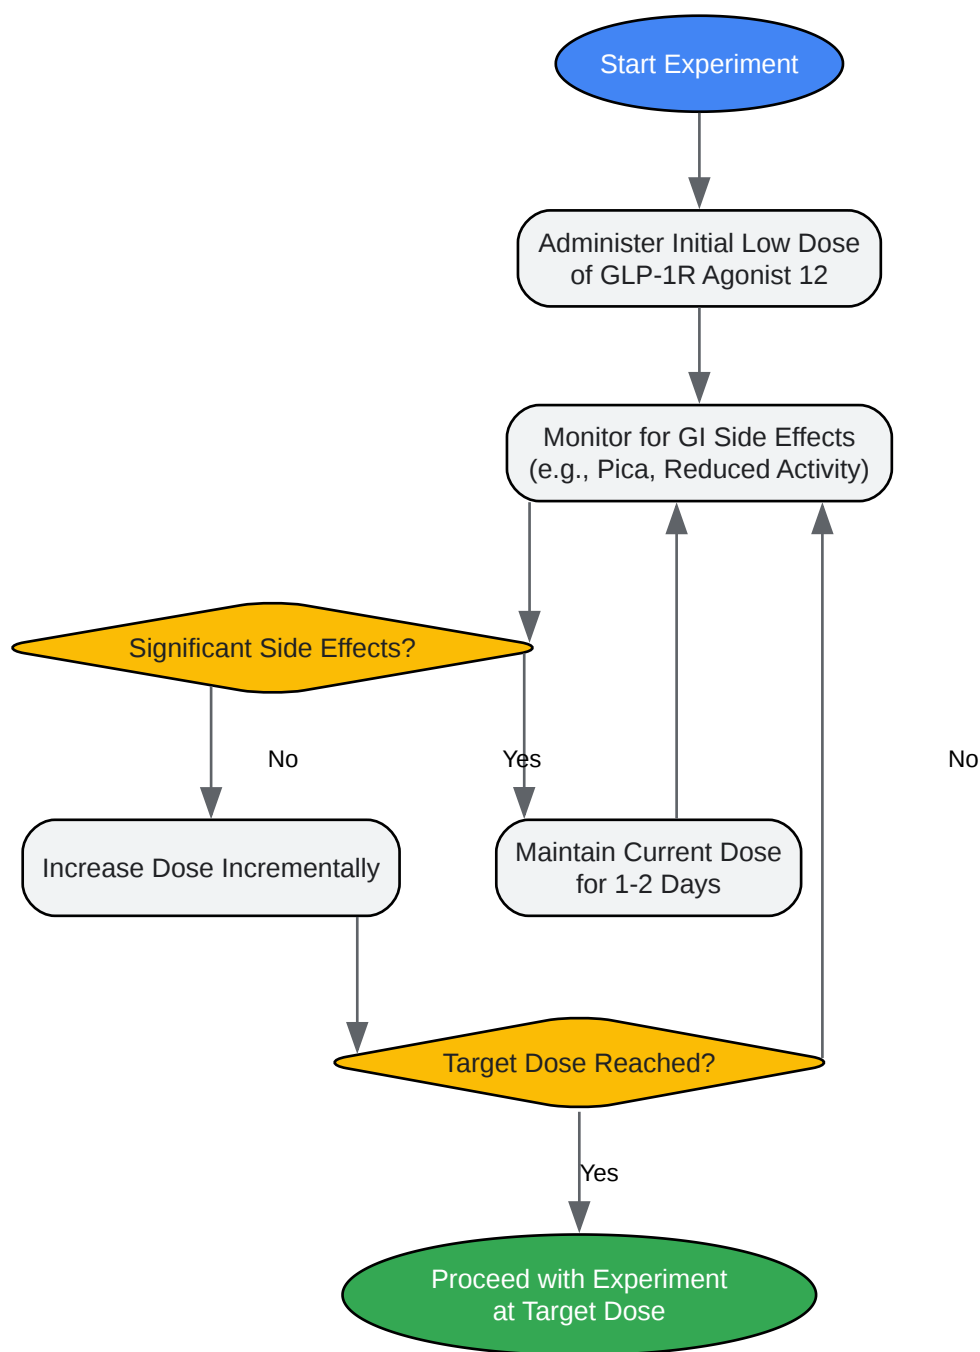 Start Experiment
Administer Initial Low Dose
of GLP-1R Agonist 12
Monitor for GI Side Effects
(e.g., Pica, Reduced Activity)
Significant Side Effects?
No
Yes
No
Increase Dose Incrementally
Maintain Current Dose
for 1-2 Days
Target Dose Reached?
Yes
Proceed with Experiment
at Target Dose